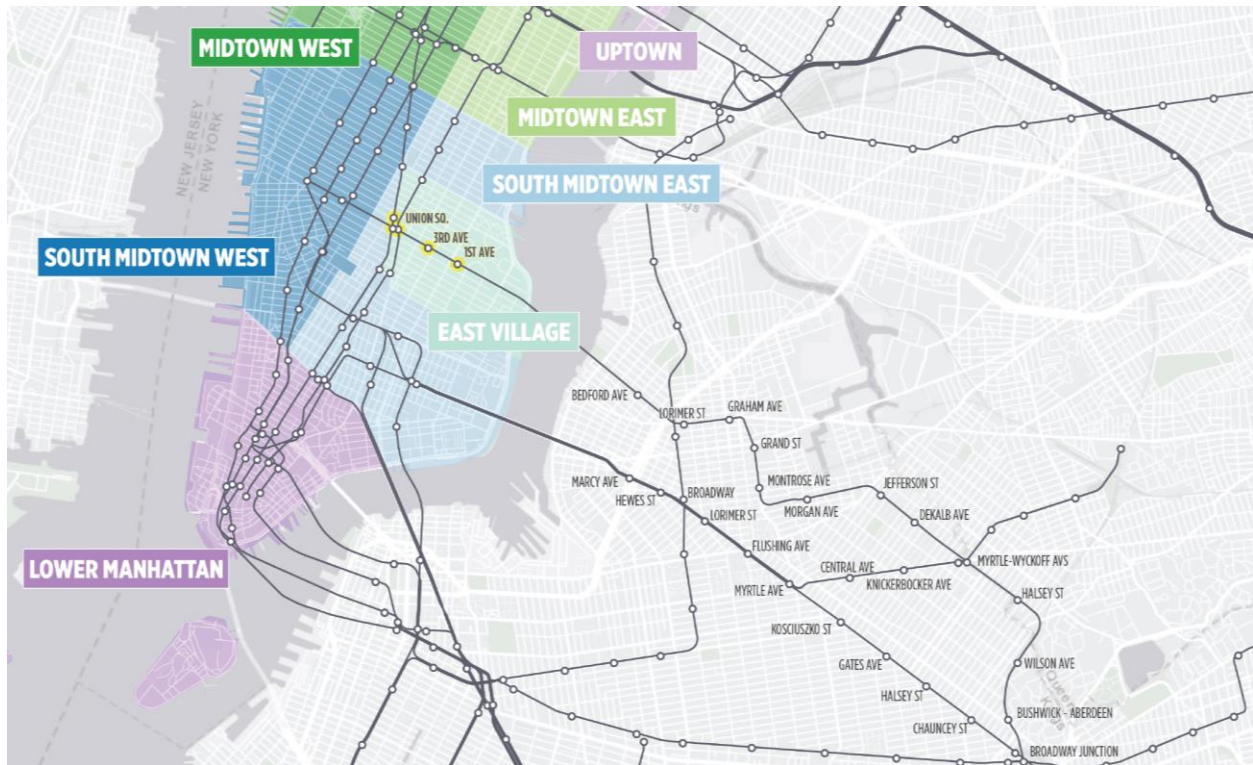 MIDTOWN WEST
UPTOWN
MIDTOWN EAST
NEW JERSEY
NEW YORK
SOUTH MIDTOWN EAST
UNION SQ.
3RD AVE
1ST AVE
SOUTH MIDTOWN WEST
EAST VILLAGE
BEDFORD AVE
LORIMER ST
GRAHAM AVE
GRAND ST
MARCY AVE
HEWES ST
BROADWAY
MONTROSE AVE
MORGAN AVE
JEFFERSON ST
LORIMER ST
DEKALB AVE
FLUSHING AVE
LOWER MANHATTAN
MYRTLE AVE
CENTRAL AVE
KNICKERBOCKER AVE
MYRTLE-WYCKOFF AVS
HALSEY ST
KOSCIUSZKO ST
GATES AVE
WILSON AVE
HALSEY ST
CHAUNCEY ST
BUSHWICK - ABERDEEN
BROADWAY JUNCTION
Kings